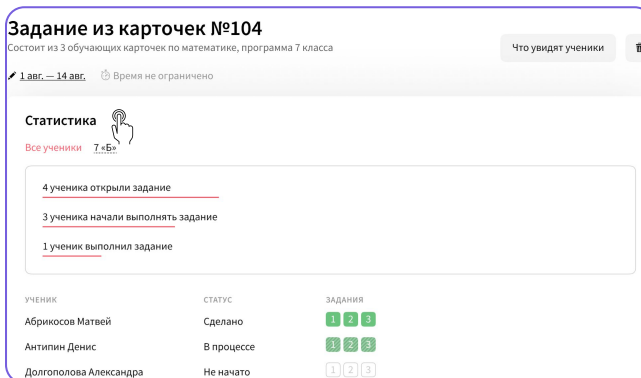 Задание из карточек №104
Состоит из 3 обучающих карточек по математике, программа 7 класса
Что увидят ученики
1 авг. — 14 авг. Время не ограничено
Статистика
Все ученики 7 «Б»
4 ученика открыли задание
3 ученика начали выполнять задание
1 ученик выполнил задание
УЧЕНИК СТАТУС ЗАДАНИЯ
Абрикосов Матвей Сделано 1 2 3
Антипин Денис В процессе 1 2 3
Долгополова Александра Не начато 1 2 3